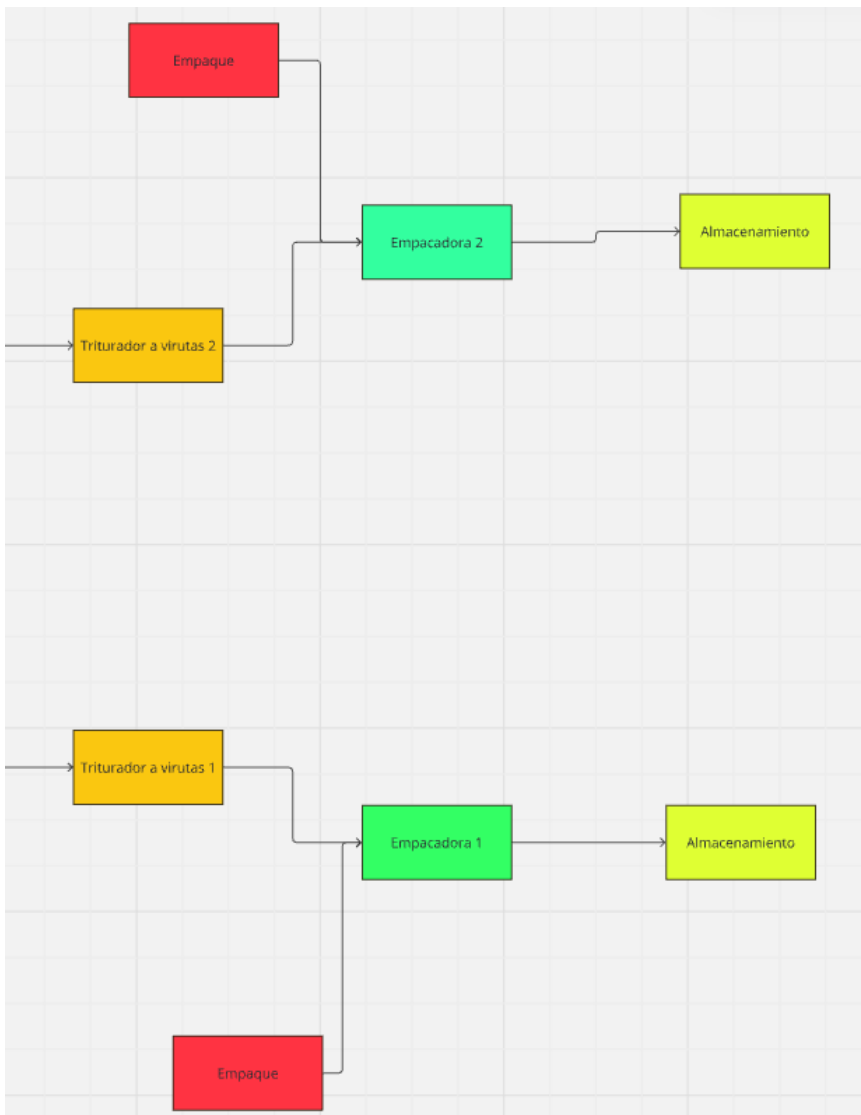 Empaque
Empacadora 2
Almacenamiento
Triturador a virutas 2
Triturador a virutas 1
Empacadora 1
Almacenamiento
Empaque